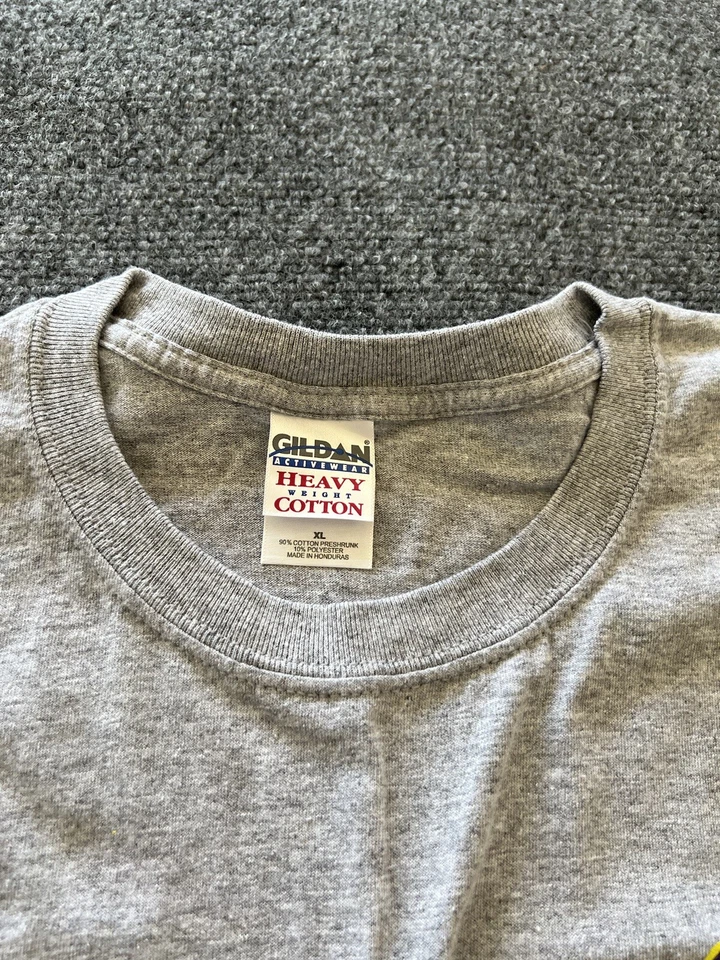 GILDAN®
ACTIVEWEAR
HEAVY
WEIGHT
COTTON
XL
90% COTTON PRESHRUNK
10% POLYESTER
MADE IN HONDURAS